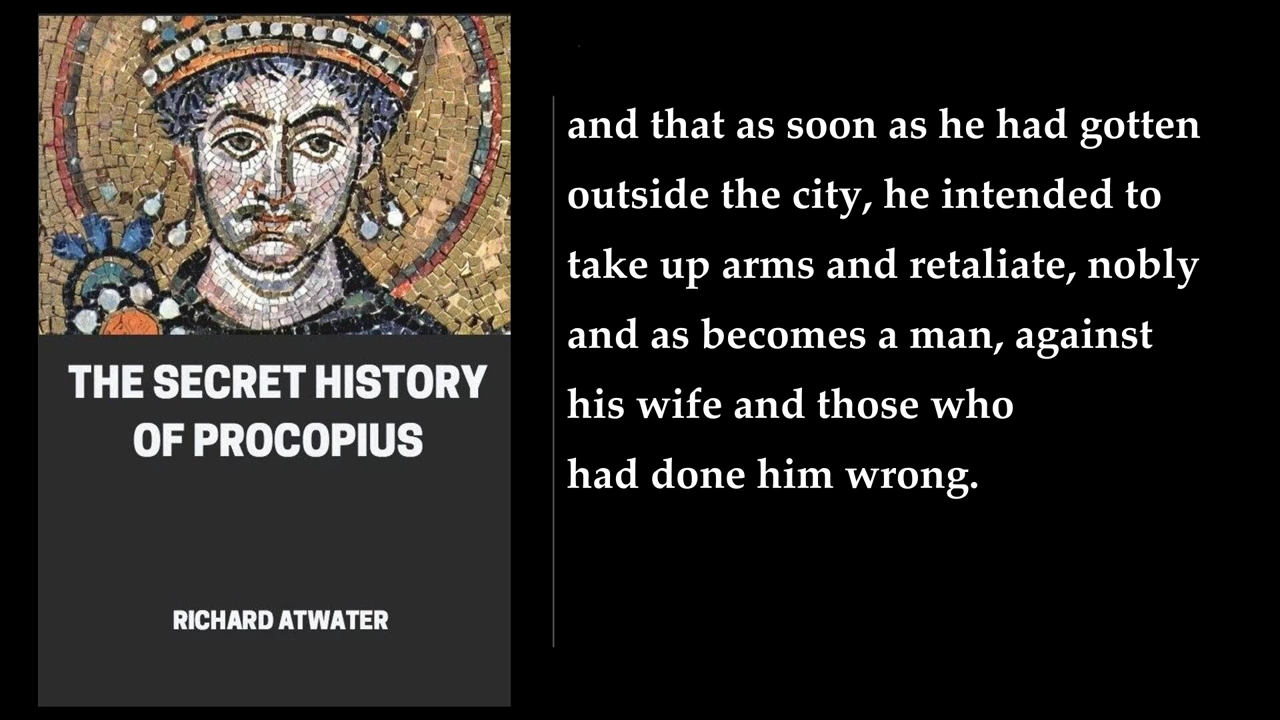 THE SECRET HISTORY
OF PROCOPIUS
RICHARD ATWATER
and that as soon as he had gotten
outside the city, he intended to
take up arms and retaliate, nobly
and as becomes a man, against
his wife and those who
had done him wrong.